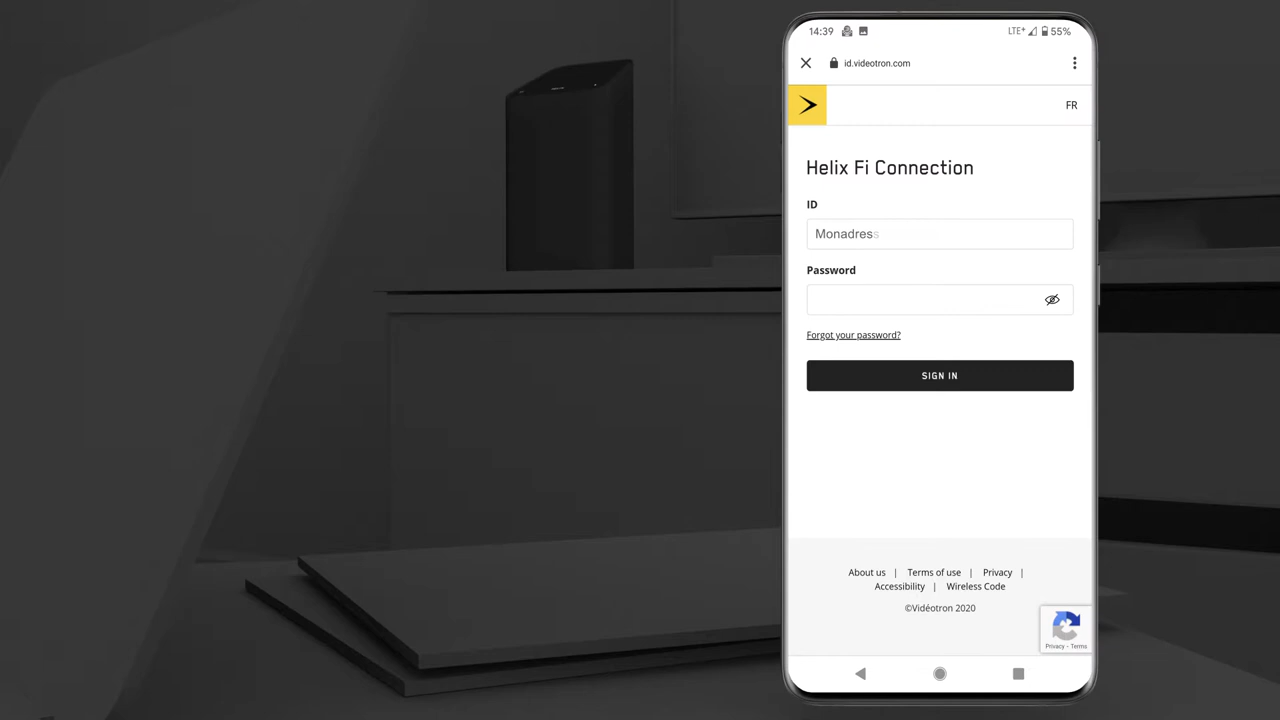 14:39 LTE+ 55%
id.videotron.com
FR
Helix Fi Connection
ID
Monadress
Password
Forgot your password?
SIGN IN
About us | Terms of use | Privacy |
Accessibility | Wireless Code
©Vidéotron 2020
Privacy - Terms